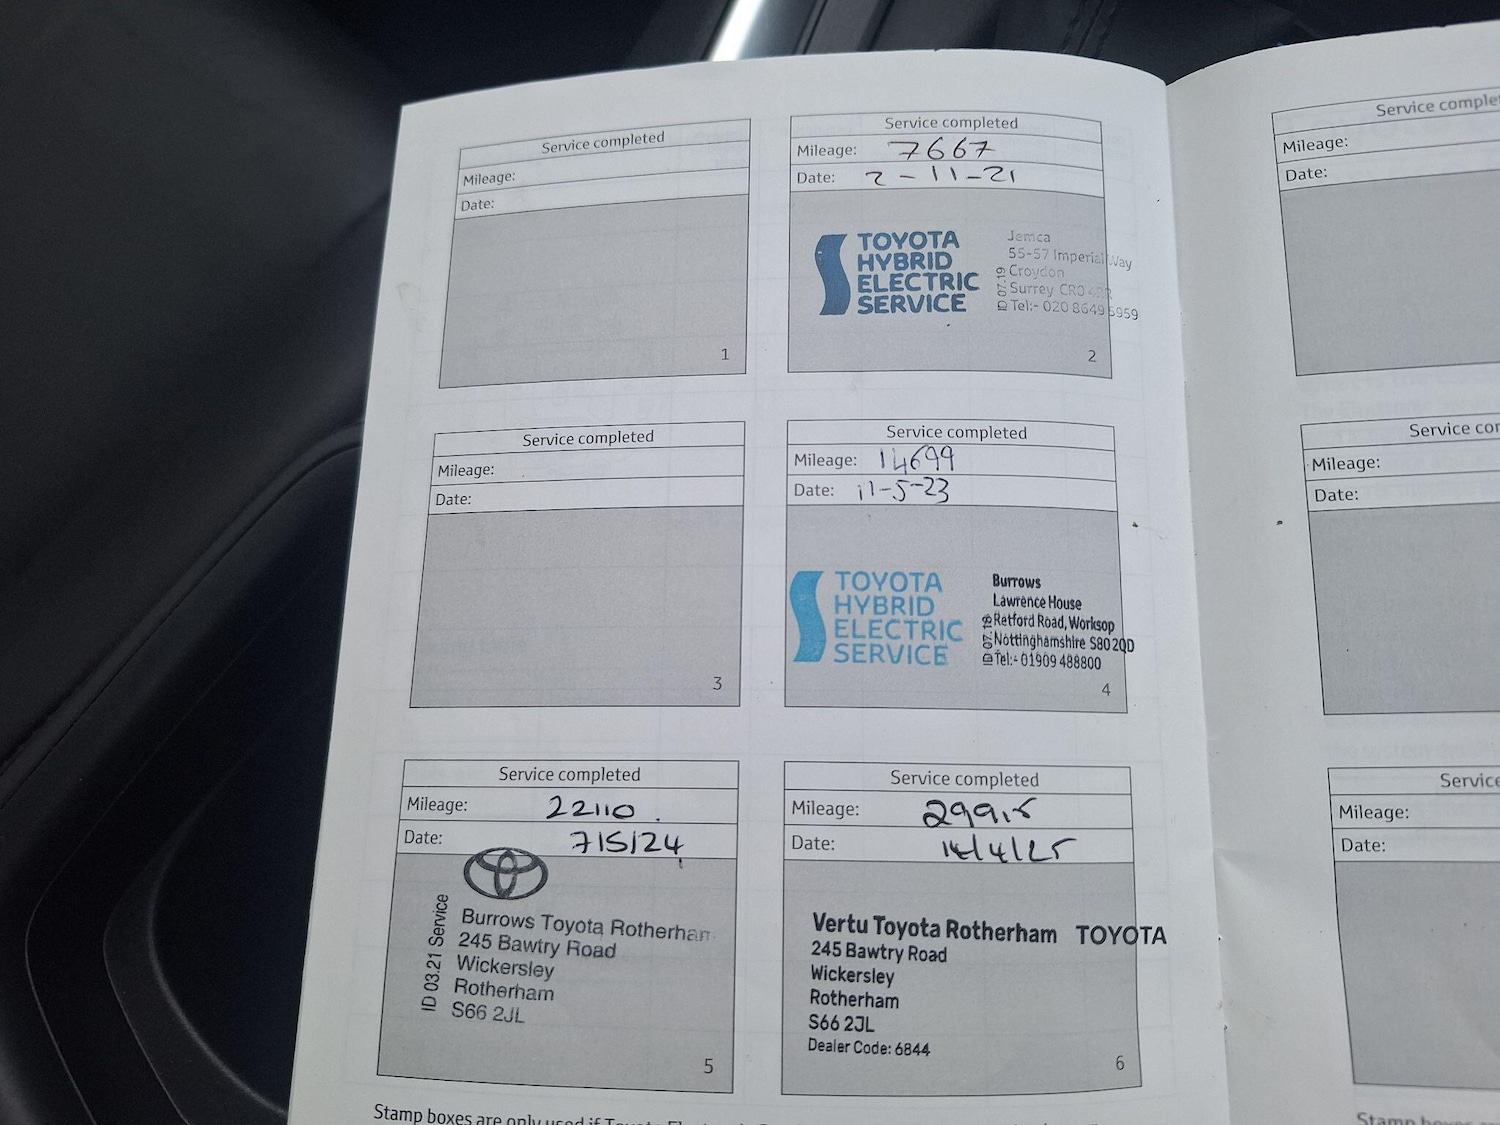 Service completed
Mileage:
Date:
1
Service completed
Mileage: 7667
Date: 2-11-21
TOYOTA
HYBRID
ELECTRIC
SERVICE
Jemca
55-57 Imperial Way
Croydon
Surrey CR0
Tel:- 020 8649 5959
ID 07.19
2
Service completed
Mileage:
Date:
3
Service completed
Mileage: 14699
Date: 11-5-23
TOYOTA
HYBRID
ELECTRIC
SERVICE
Burrows
Lawrence House
Retford Road, Worksop
Nottinghamshire S80 2QD
Tel:- 01909 488800
4
Service completed
Mileage: 22110
Date: 7/5/24
ID 03.21 Service
Burrows Toyota Rotherham
245 Bawtry Road
Wickersley
Rotherham
S66 2JL
5
Service completed
Mileage: 29915
Date: 14/4/25
Vertu Toyota Rotherham TOYOTA
245 Bawtry Road
Wickersley
Rotherham
S66 2JL
Dealer Code: 6844
6
Stamp boxes are only used if
Service complet
Mileage:
Date:
Service co
Mileage:
Date:
Service
Mileage:
Date:
Stamp boxes